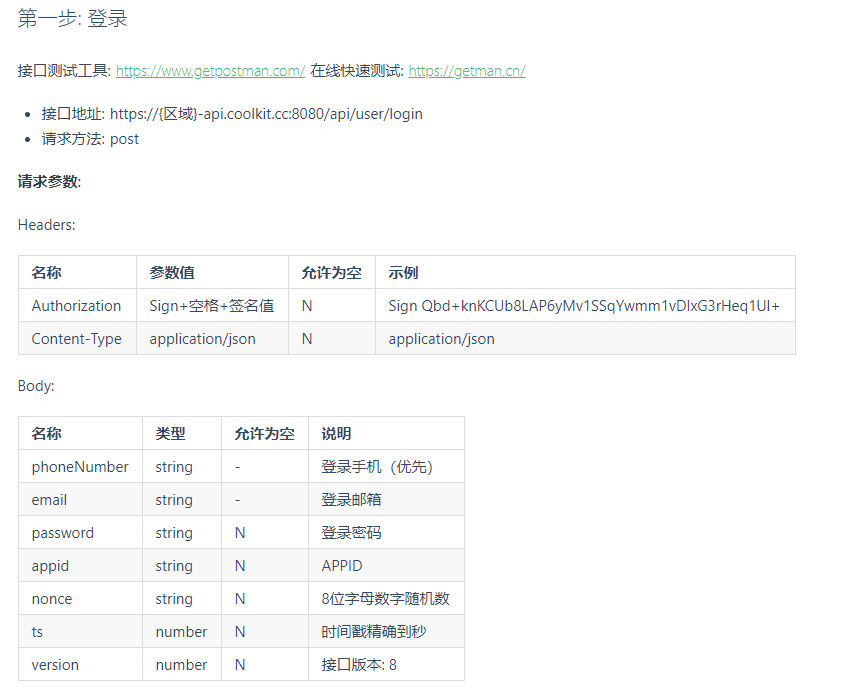 第一步: 登录
接口测试工具: https://www.getpostman.com/ 在线快速测试: https://getman.cn/
• 接口地址: https://{区域}-api.coolkit.cc:8080/api/user/login
• 请求方法: post
请求参数:
Headers:
名称 参数值 允许为空 示例
Authorization Sign+空格+签名值 N Sign Qbd+knKCUb8LAP6yMv1SSqYwmm1vDIxG3rHeq1UI+
Content-Type application/json N application/json
Body:
名称 类型 允许为空 说明
phoneNumber string - 登录手机（优先）
email string - 登录邮箱
password string N 登录密码
appid string N APPID
nonce string N 8位字母数字随机数
ts number N 时间戳精确到秒
version number N 接口版本: 8